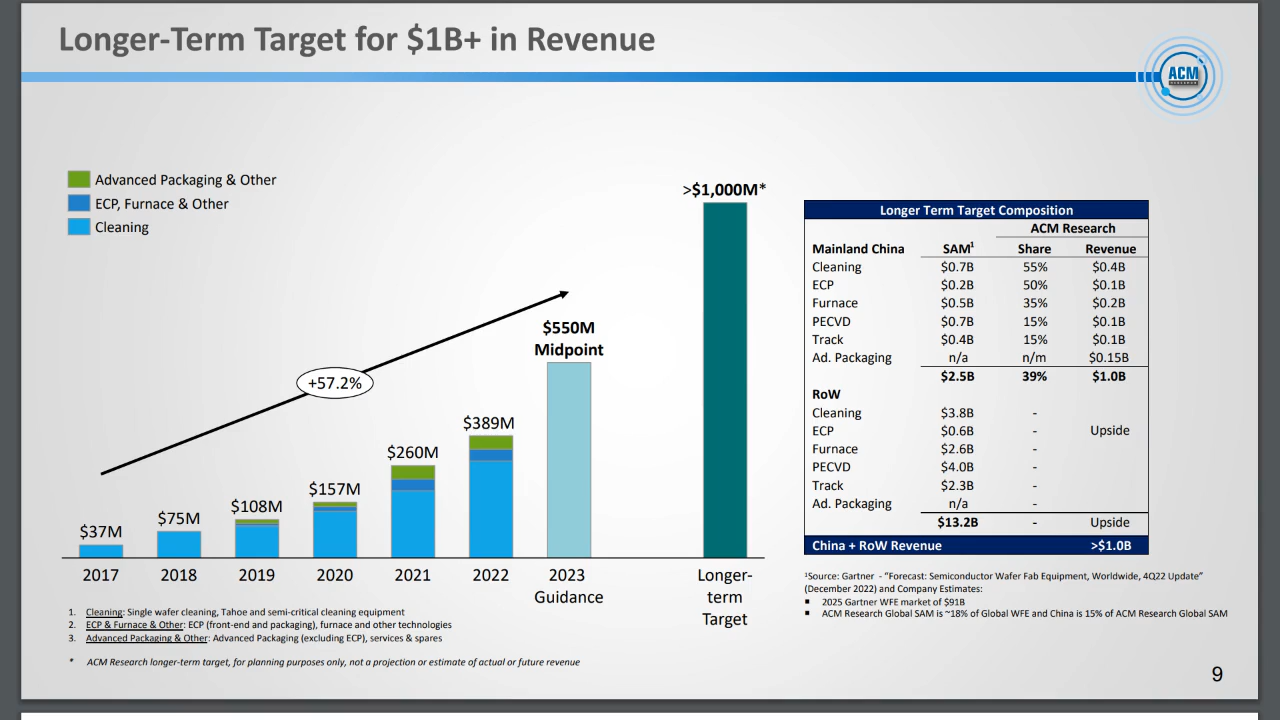 Longer-Term Target for $1B+ in Revenue
ACM
RESEARCH
Advanced Packaging & Other
ECP, Furnace & Other
Cleaning
>$1,000M*
$550M
Midpoint
+57.2%
$389M
$260M
$157M
$108M
$75M
$37M
2017 2018 2019 2020 2021 2022 2023 Guidance Longer-term Target
Longer Term Target Composition
ACM Research
Mainland China SAM¹ Share Revenue
Cleaning $0.7B 55% $0.4B
ECP $0.2B 50% $0.1B
Furnace $0.5B 35% $0.2B
PECVD $0.7B 15% $0.1B
Track $0.4B 15% $0.1B
Ad. Packaging n/a n/m $0.15B
$2.5B 39% $1.0B
RoW
Cleaning $3.8B -
ECP $0.6B - Upside
Furnace $2.6B -
PECVD $4.0B -
Track $2.3B -
Ad. Packaging n/a -
$13.2B - Upside
China + RoW Revenue >$1.0B
¹Source: Gartner - “Forecast: Semiconductor Wafer Fab Equipment, Worldwide, 4Q22 Update”
(December 2022) and Company Estimates:
▪ 2025 Gartner WFE market of $91B
▪ ACM Research Global SAM is ~18% of Global WFE and China is 15% of ACM Research Global SAM
1. Cleaning: Single wafer cleaning, Tahoe and semi-critical cleaning equipment
2. ECP & Furnace & Other: ECP (front-end and packaging), furnace and other technologies
3. Advanced Packaging & Other: Advanced Packaging (excluding ECP), services & spares
* ACM Research longer-term target, for planning purposes only, not a projection or estimate of actual or future revenue
9